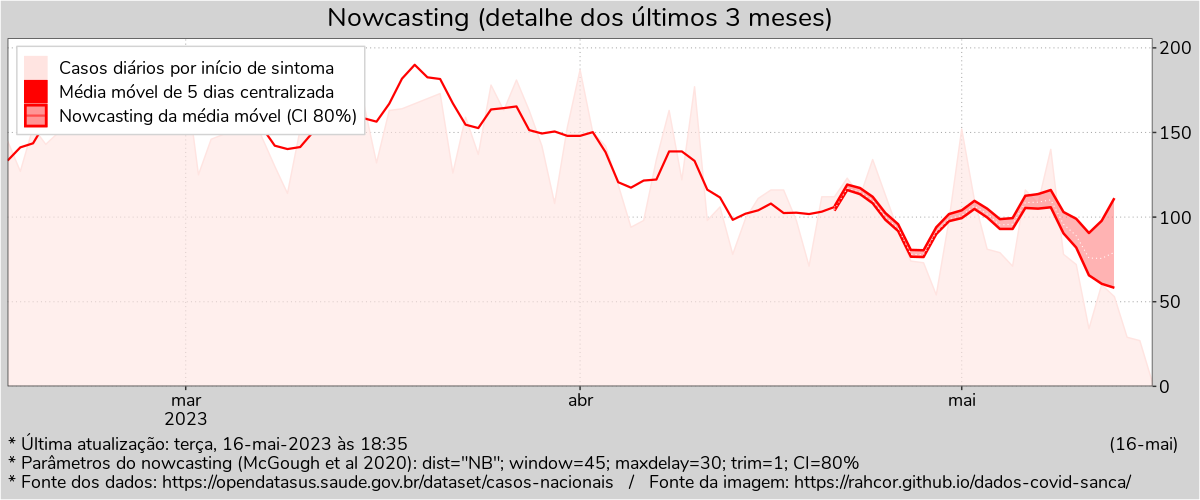 Nowcasting (detalhe dos últimos 3 meses)
Casos diários por início de sintoma
Média móvel de 5 dias centralizada
Nowcasting da média móvel (CI 80%)
200
150
100
50
0
mar
2023
abr
mai
* Última atualização: terça, 16-mai-2023 às 18:35
(16-mai)
* Parâmetros do nowcasting (McGough et al 2020): dist="NB"; window=45; maxdelay=30; trim=1; CI=80%
* Fonte dos dados: https://opendatasus.saude.gov.br/dataset/casos-nacionais / Fonte da imagem: https://rahcor.github.io/dados-covid-sanca/